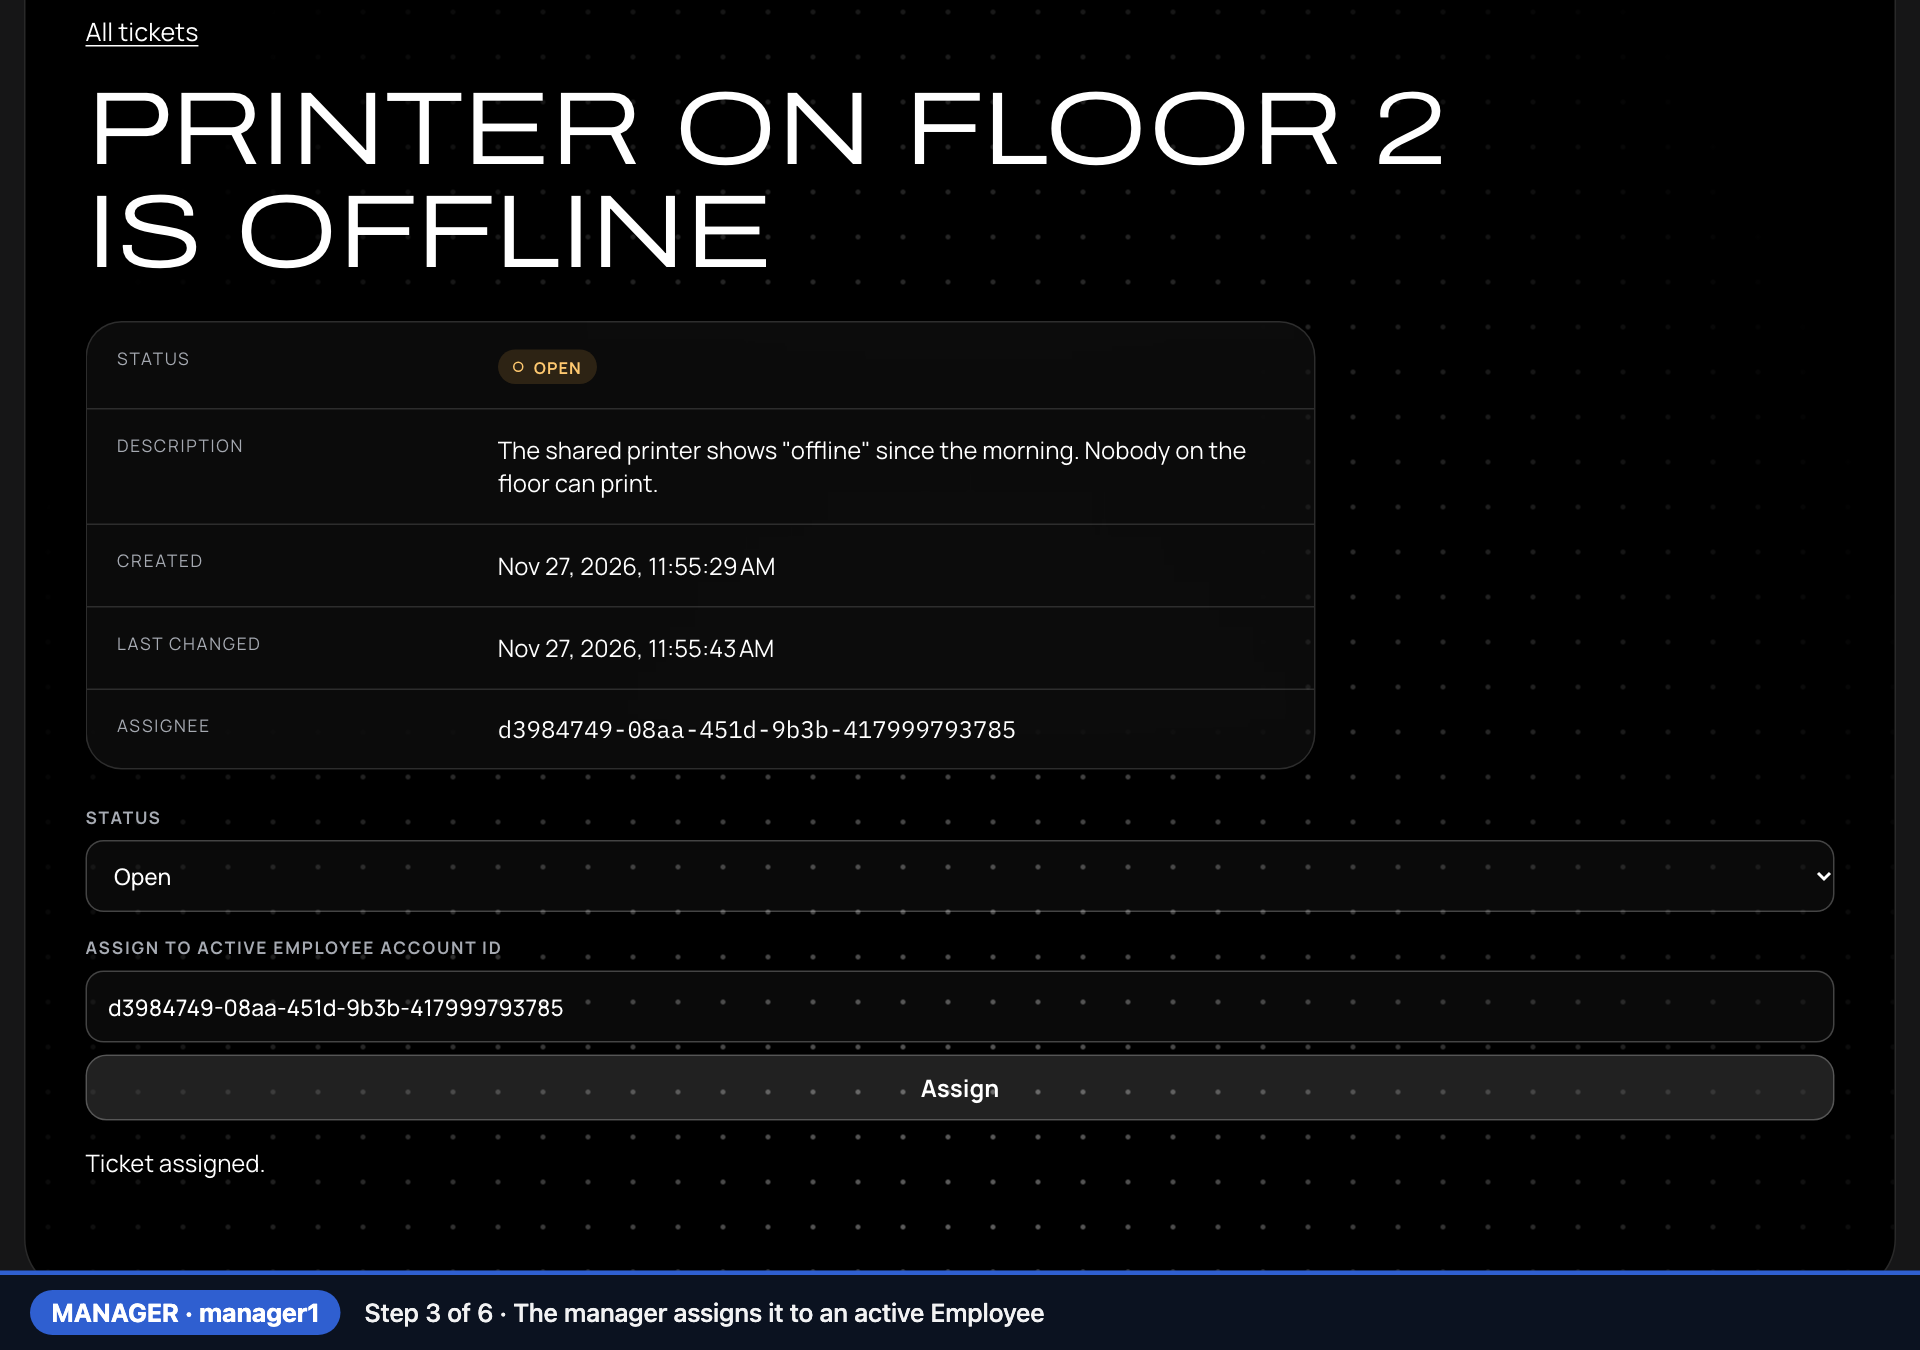 All tickets
PRINTER ON FLOOR 2
IS OFFLINE
STATUS
OPEN
DESCRIPTION
The shared printer shows "offline" since the morning. Nobody on the
floor can print.
CREATED
Nov 27, 2026, 11:55:29 AM
LAST CHANGED
Nov 27, 2026, 11:55:43 AM
ASSIGNEE
d3984749-08aa-451d-9b3b-417999793785
STATUS
Open
ASSIGN TO ACTIVE EMPLOYEE ACCOUNT ID
d3984749-08aa-451d-9b3b-417999793785
Assign
Ticket assigned.
MANAGER · manager1
Step 3 of 6 · The manager assigns it to an active Employee